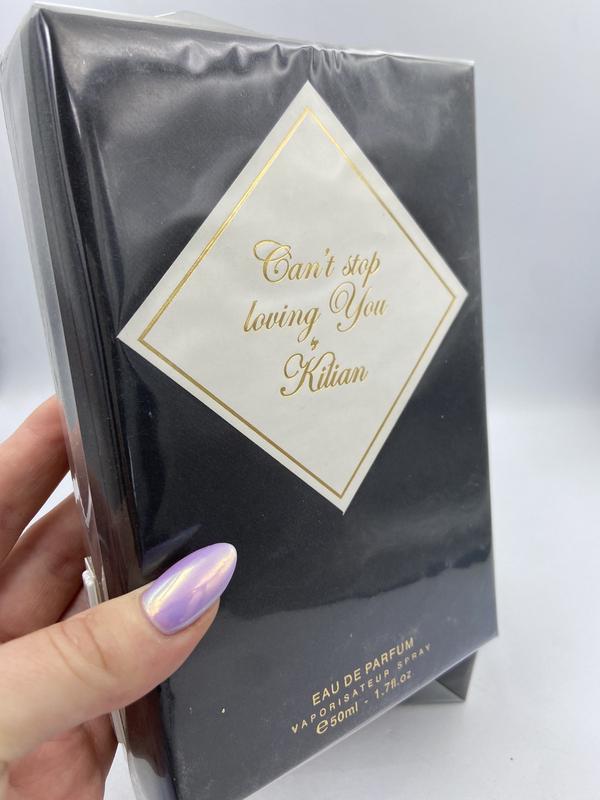 Can't stop
loving You
by
Kilian
EAU DE PARFUM
VAPORISATEUR SPRAY
℮50ml - 1.7fl.oz